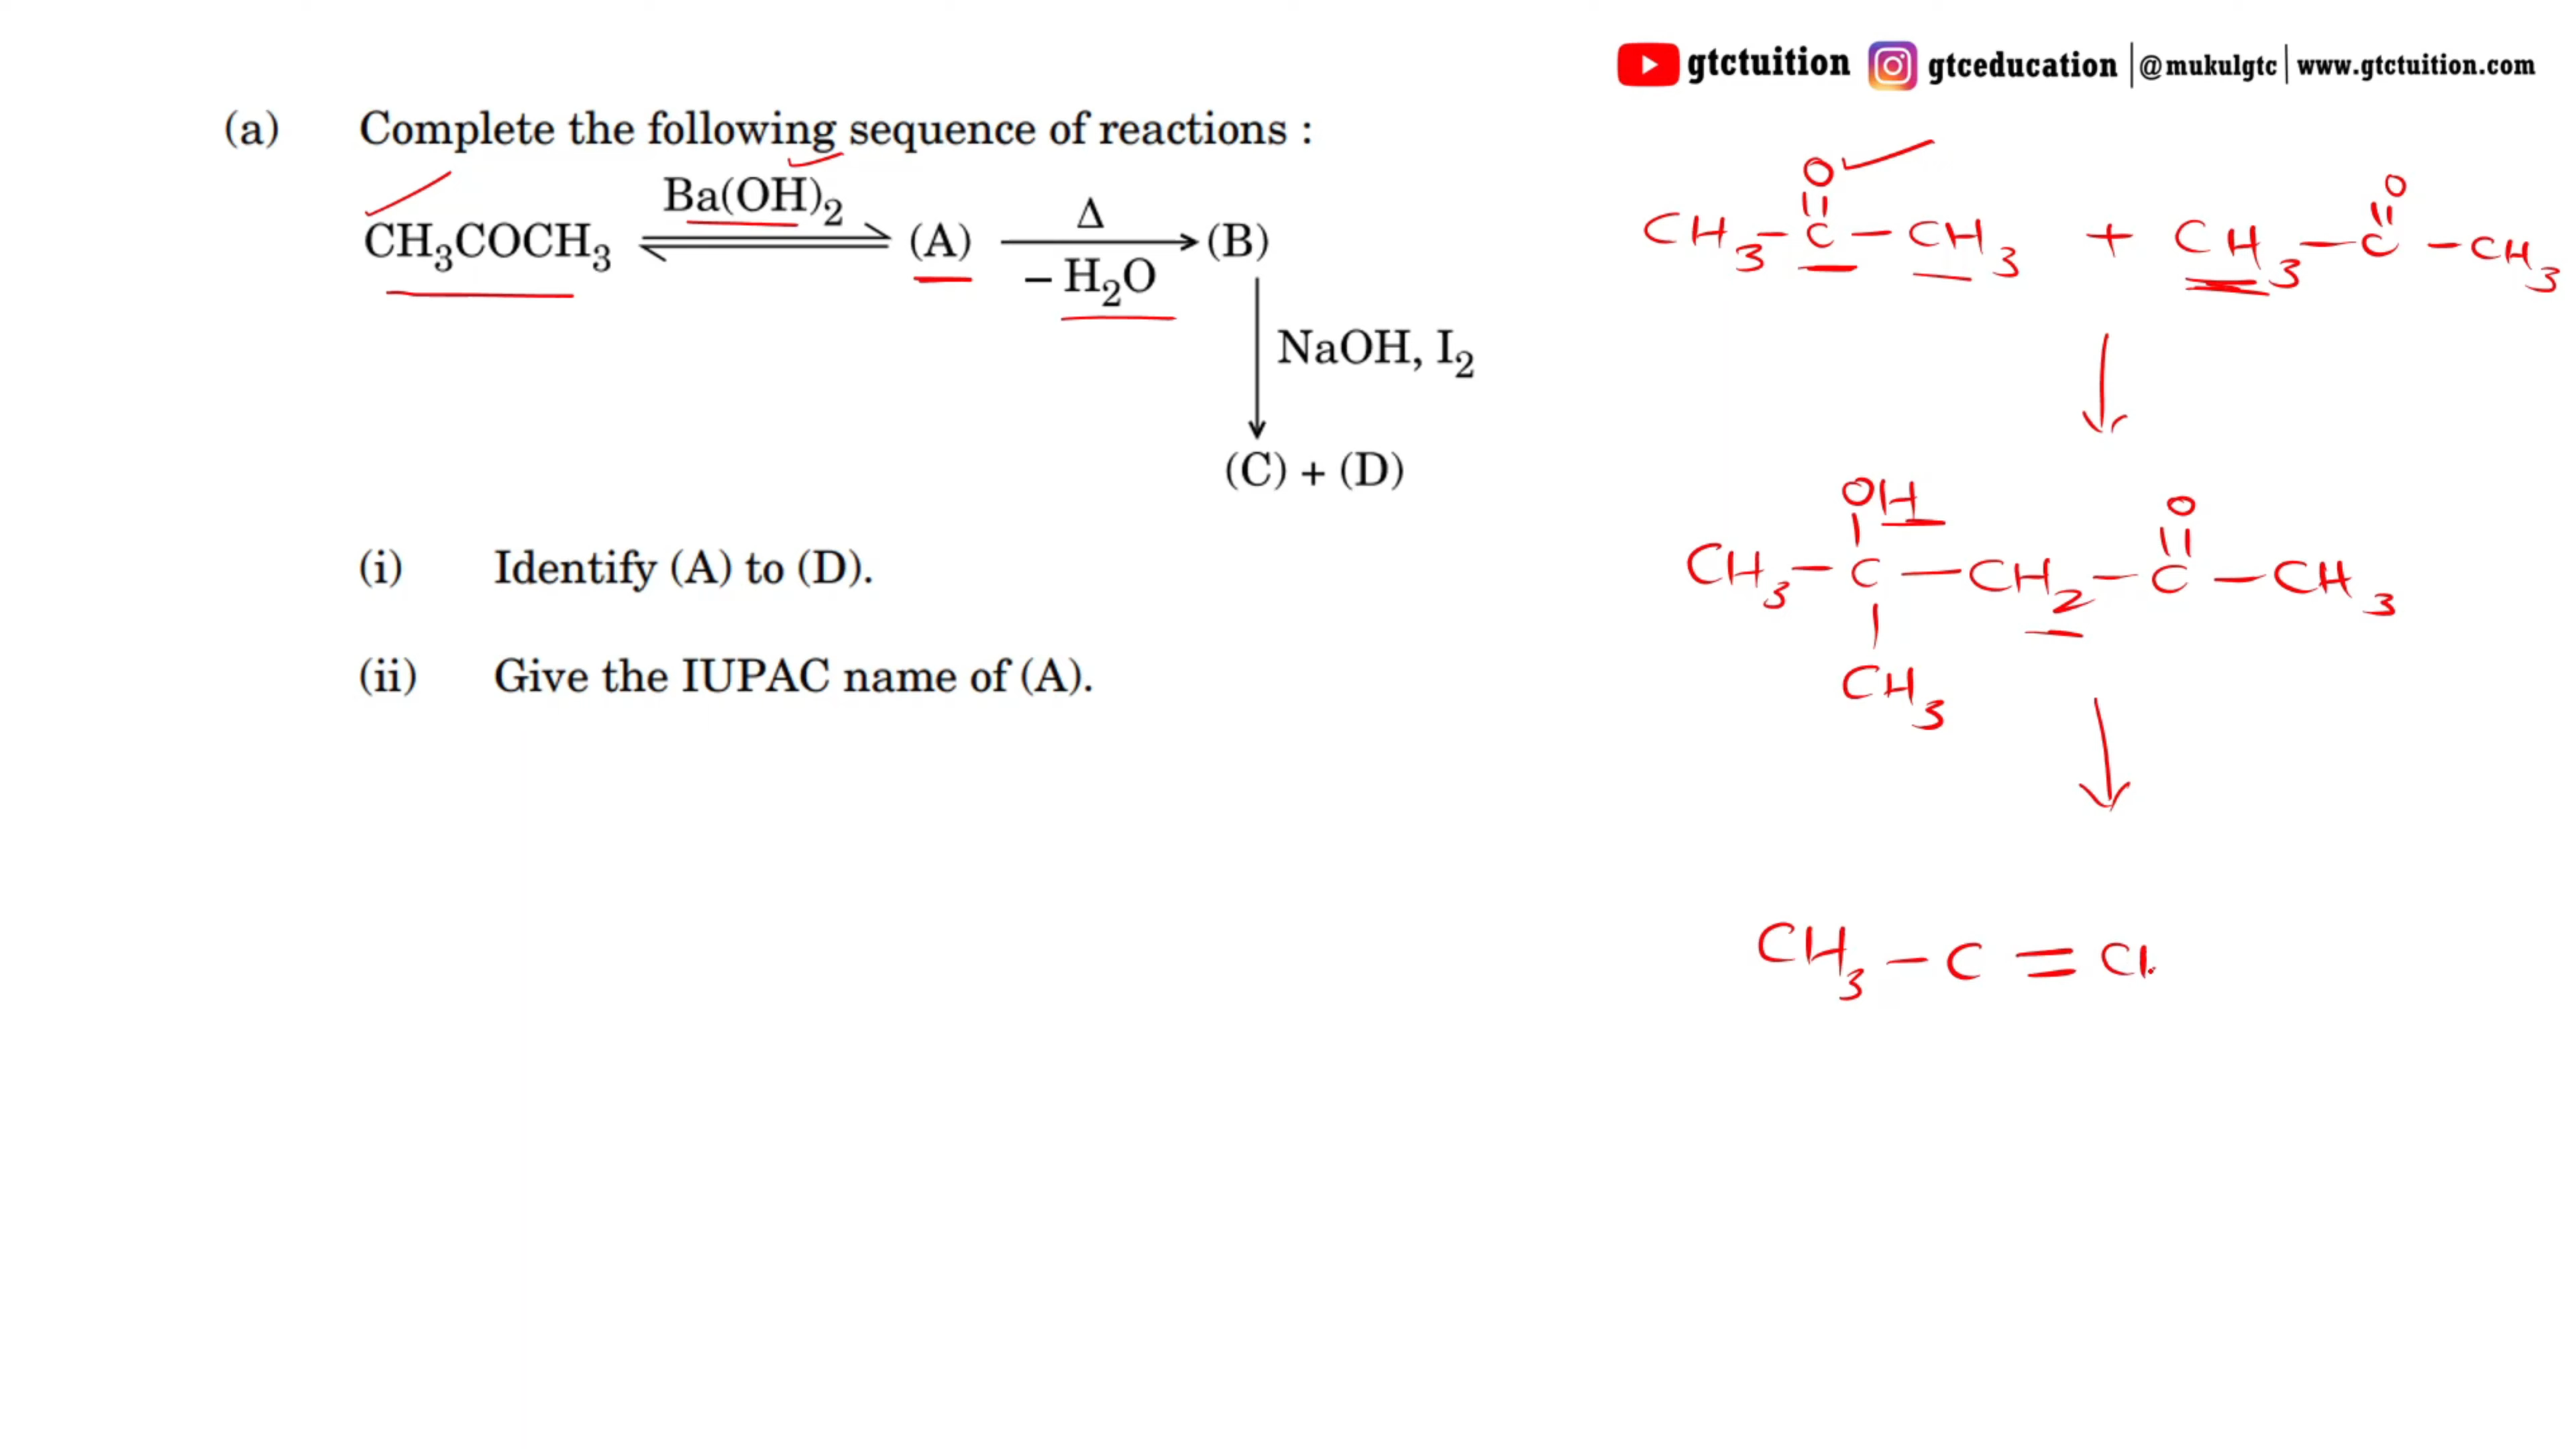 gtctuition gtceducation |@mukulgtc| www.gtctuition.com
(a) Complete the following sequence of reactions :
CH₃COCH₃ Ba(OH)₂ (A) Δ – H₂O (B)
NaOH, I₂
(C) + (D)
(i) Identify (A) to (D).
(ii) Give the IUPAC name of (A).
O O
CH₃ – C – CH₃ + CH₃ – C – CH₃
OH O
CH₃ – C – CH₂ – C – CH₃
CH₃
CH₃ – C = C